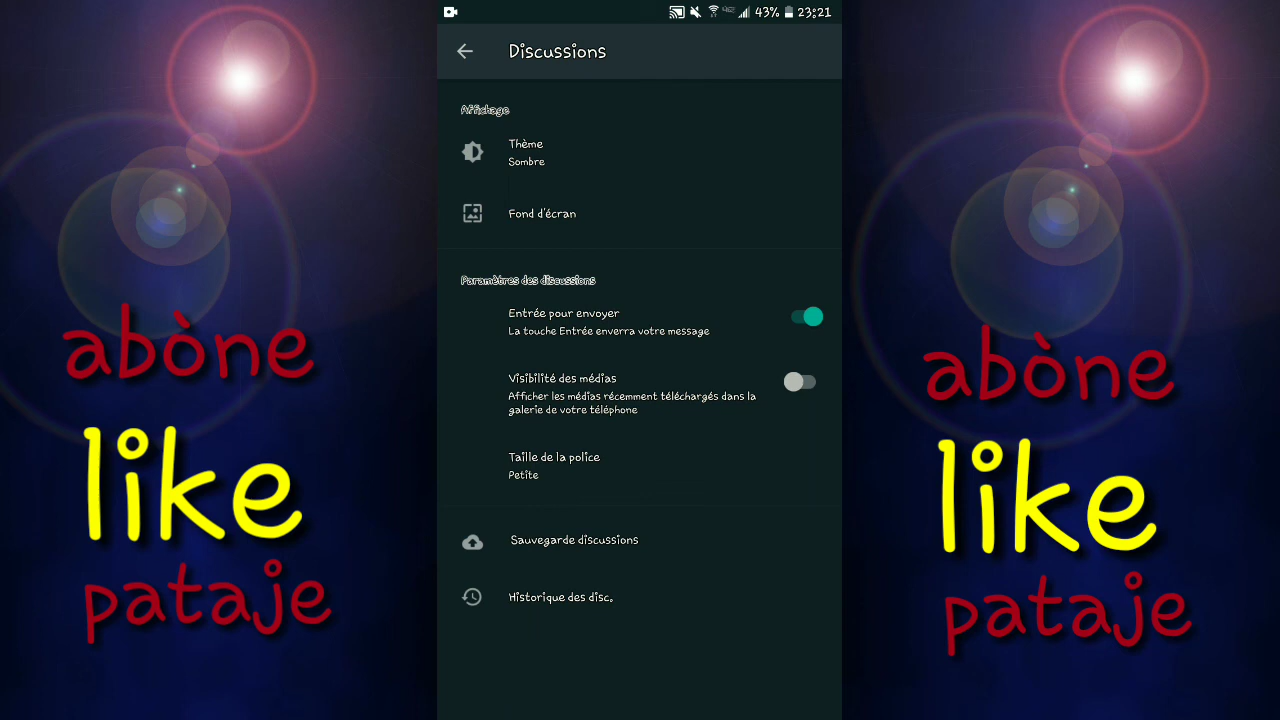 abòne
like
pataje
43% 23:21
Discussions
Affichage
Thème
Sombre
Fond d'écran
Paramètres des discussions
Entrée pour envoyer
La touche Entrée enverra votre message
Visibilité des médias
Afficher les médias récemment téléchargés dans la
galerie de votre téléphone
Taille de la police
Petite
Sauvegarde discussions
Historique des disc.
abòne
like
pataje